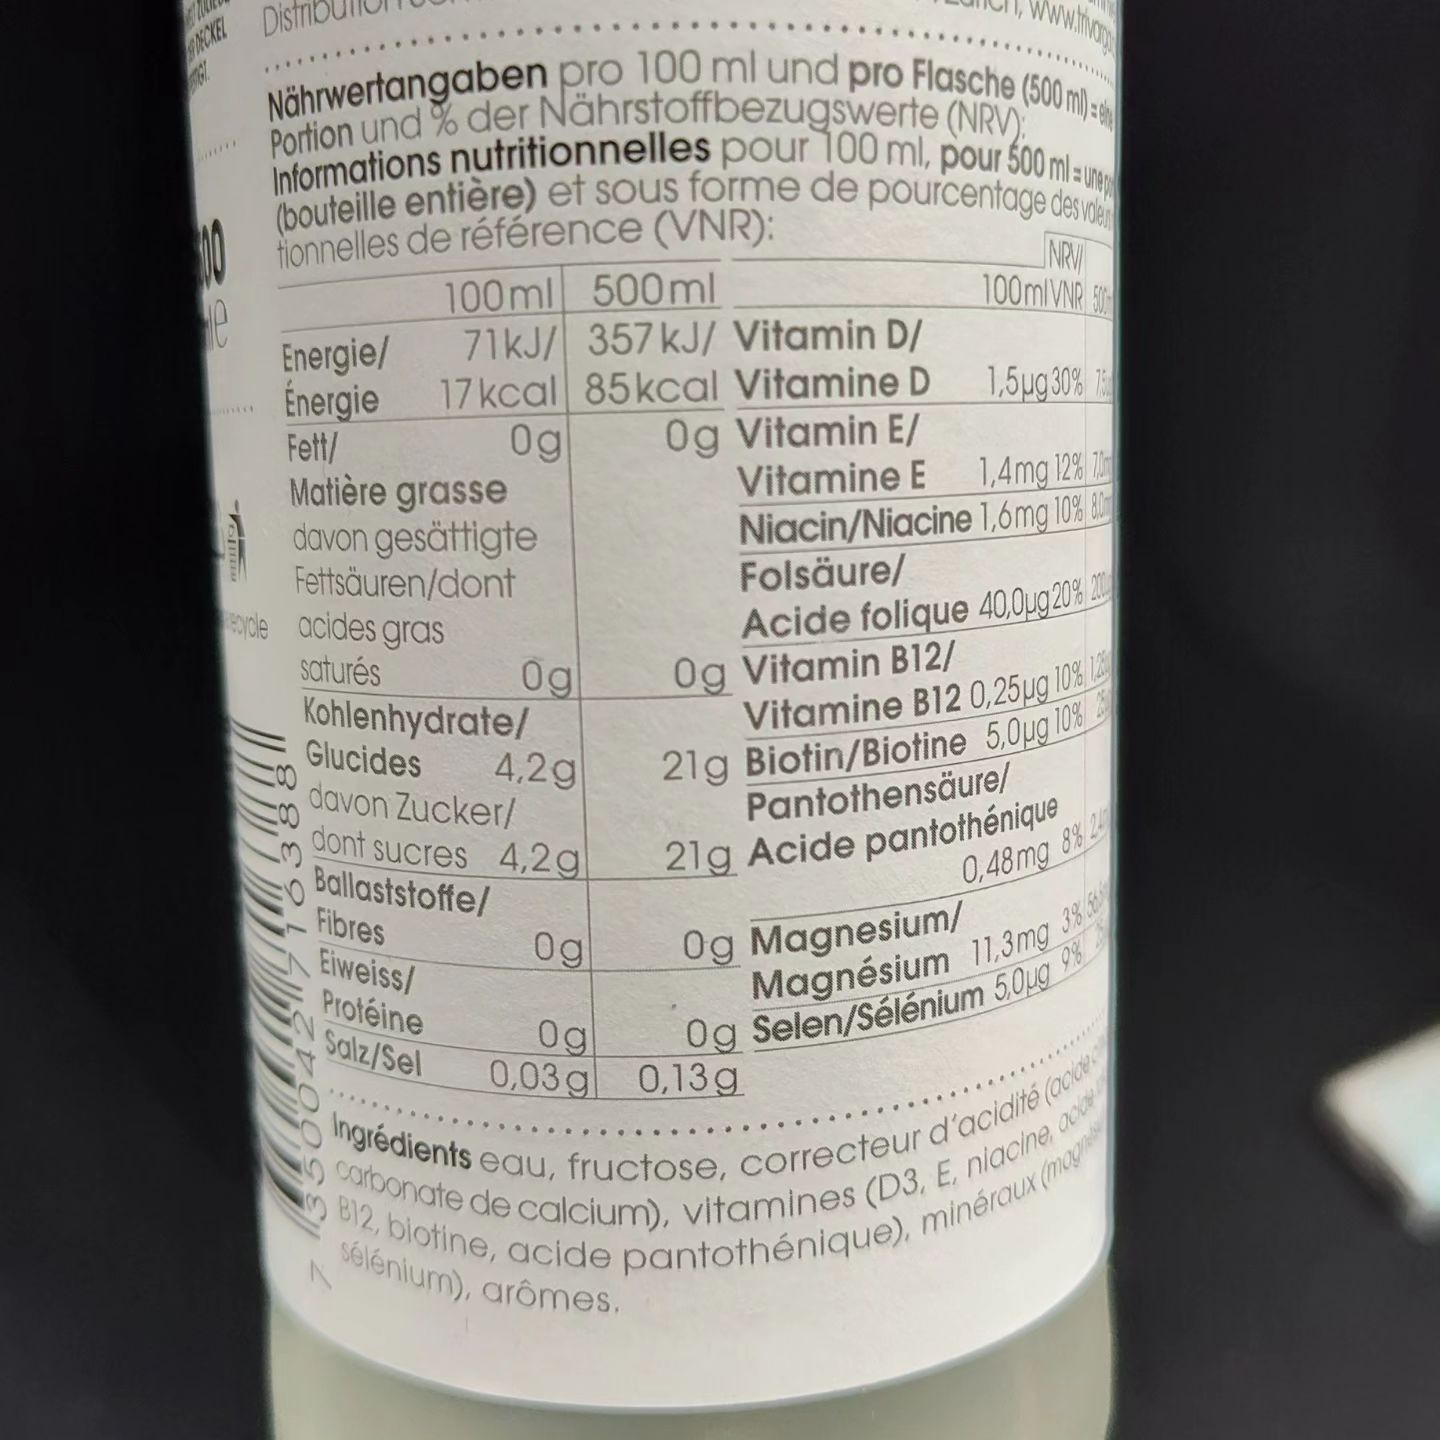 DECKEL
Nährwertangaben pro 100 ml und pro Flasche (500 ml) = eine
Portion und % der Nährstoffbezugswerte (NRV):
Informations nutritionnelles pour 100 ml, pour 500 ml = une
(bouteille entière) et sous forme de pourcentage des valeurs
tionnelles de référence (VNR):
100ml 500ml
Energie/ 71kJ/ 357kJ/
Énergie 17kcal 85kcal
Fett/ 0g 0g
Matière grasse
davon gesättigte
Fettsäuren/dont
acides gras
saturés 0g 0g
Kohlenhydrate/
Glucides 4,2g 21g
davon Zucker/
dont sucres 4,2g 21g
Ballaststoffe/
Fibres 0g 0g
Eiweiss/
Protéine 0g 0g
Salz/Sel 0,03g 0,13g
NRV/
100ml VNR
Vitamin D/
Vitamine D 1,5µg 30%
Vitamin E/
Vitamine E 1,4mg 12%
Niacin/Niacine 1,6mg 10%
Folsäure/
Acide folique 40,0µg 20%
Vitamin B12/
Vitamine B12 0,25µg 10%
Biotin/Biotine 5,0µg 10%
Pantothensäure/
Acide pantothénique
0,48mg 8%
Magnesium/
Magnésium 11,3mg 3%
Selen/Sélénium 5,0µg 9%
Ingrédients eau, fructose, correcteur d'acidité (acide
carbonate de calcium), vitamines (D3, E, niacine, acide
B12, biotine, acide pantothénique), minéraux
sélénium), arômes.
7 350042 716388